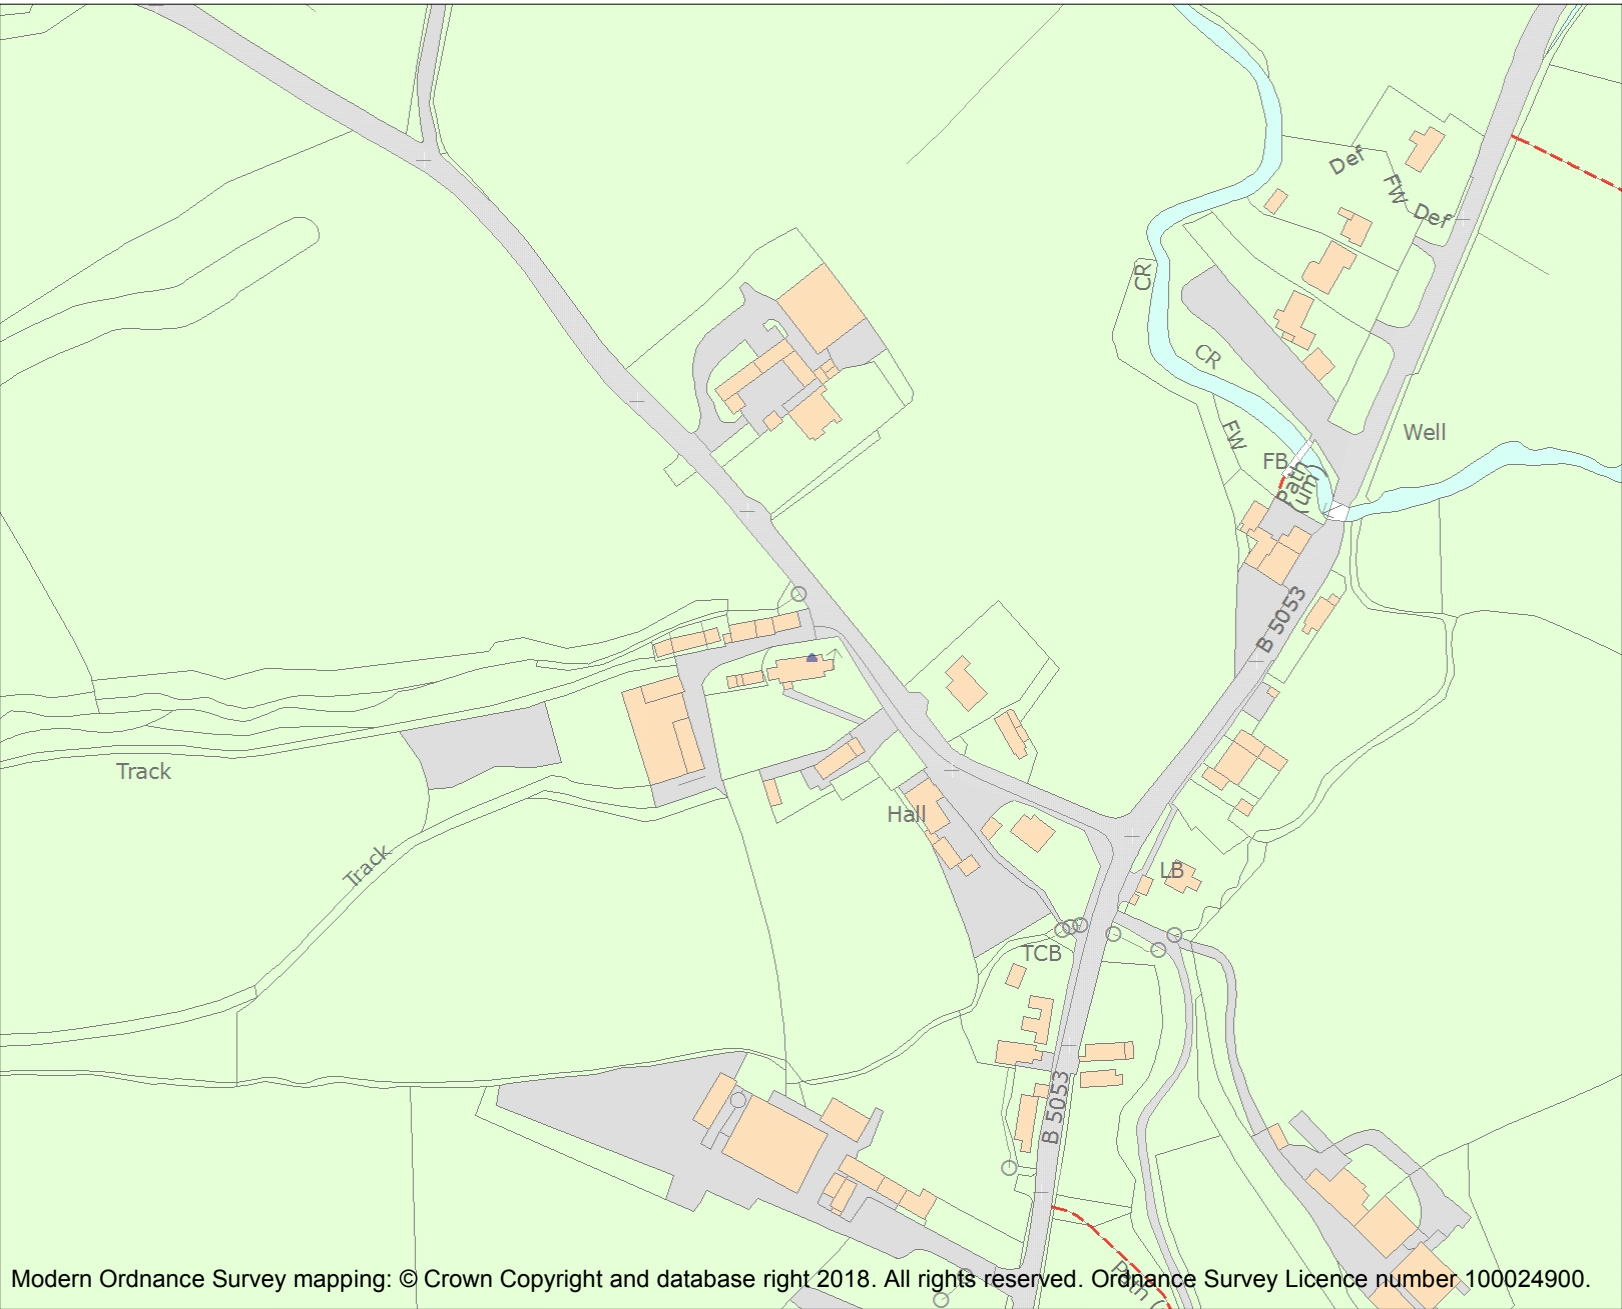 Def
FW
Def
CR
CR
FW
Well
FB
Path
(um)
B 5053
Track
Hall
Track
LB
TCB
B 5053
Path (
Modern Ordnance Survey mapping: © Crown Copyright and database right 2018. All rights reserved. Ordnance Survey Licence number 100024900.